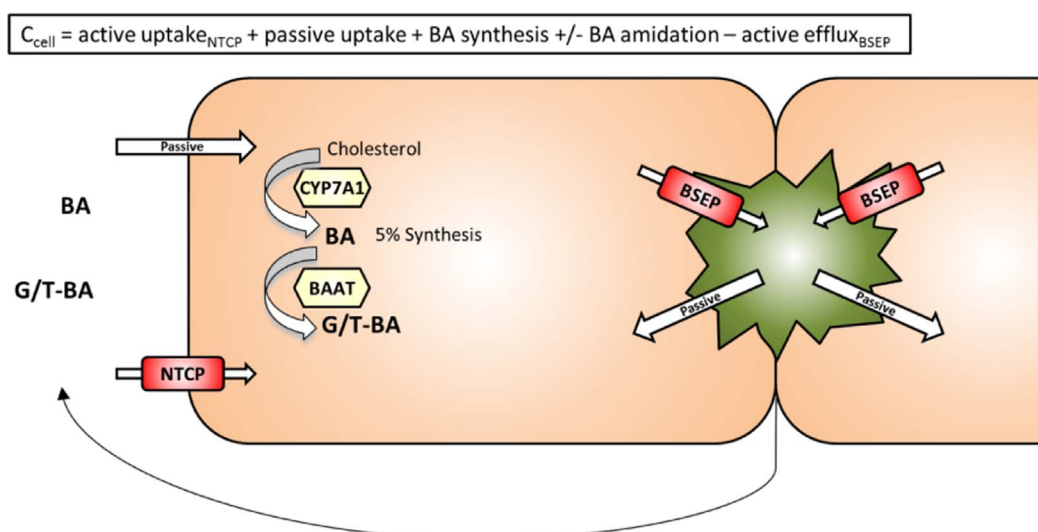 C_cell = active uptake_NTCP + passive uptake + BA synthesis +/- BA amidation – active efflux_BSEP
Passive
Cholesterol
CYP7A1
BA
BA 5% Synthesis
G/T-BA
BAAT
G/T-BA
NTCP
BSEP
BSEP
Passive
Passive